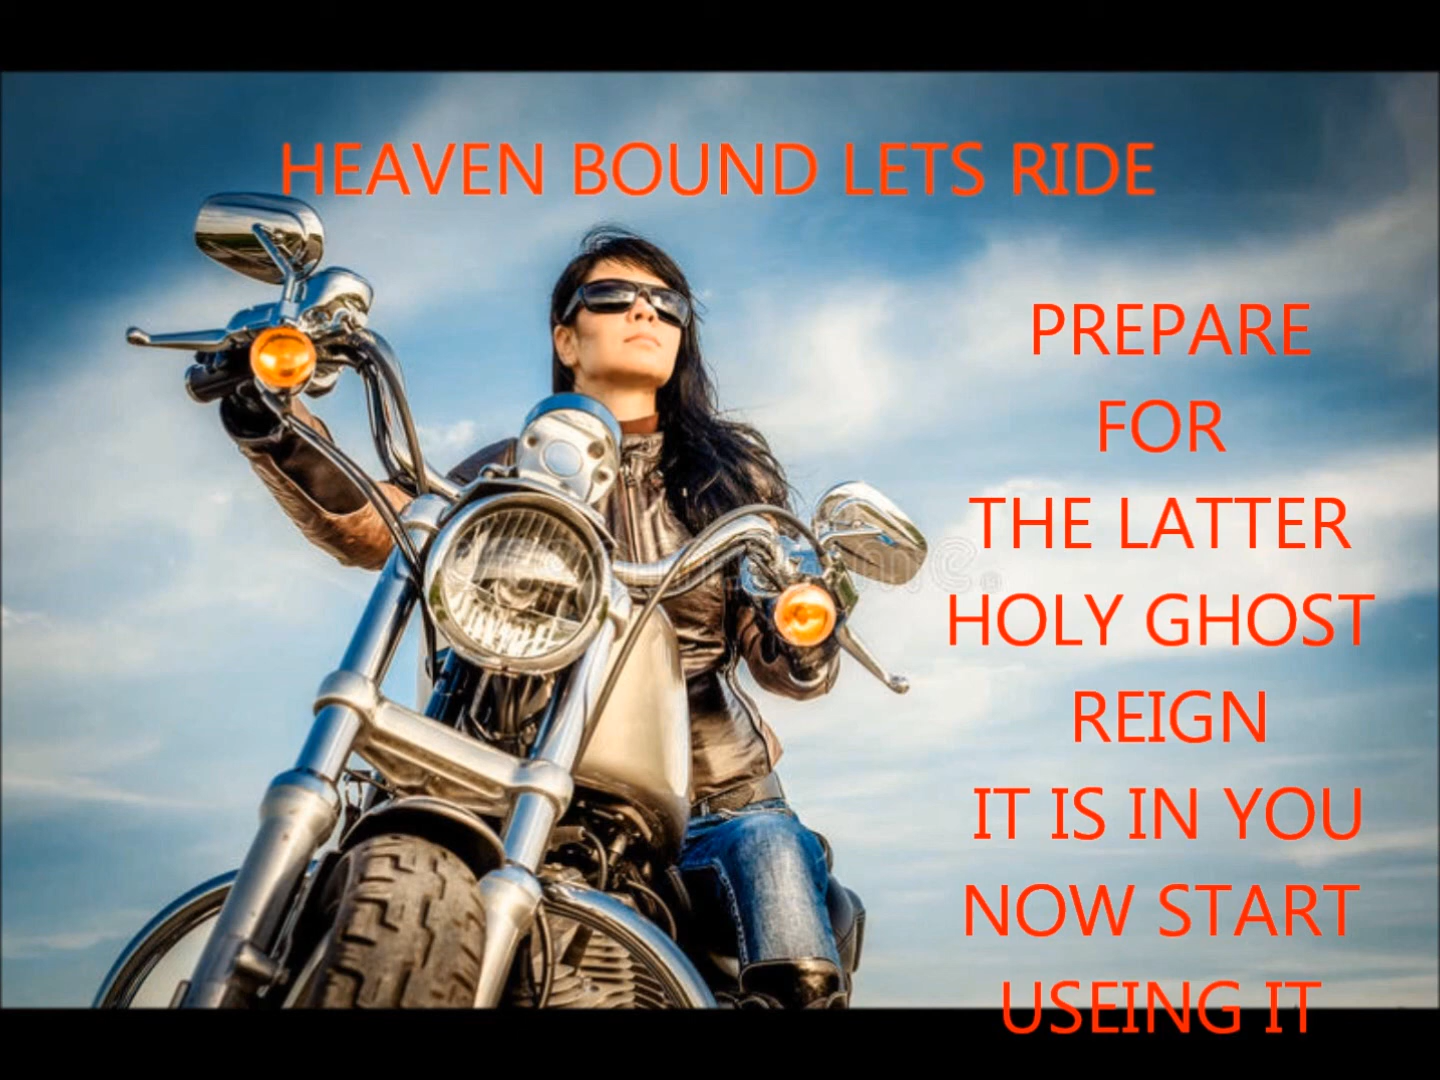 HEAVEN BOUND LETS RIDE
PREPARE
FOR
THE LATTER
HOLY GHOST
REIGN
IT IS IN YOU
NOW START
USEING IT